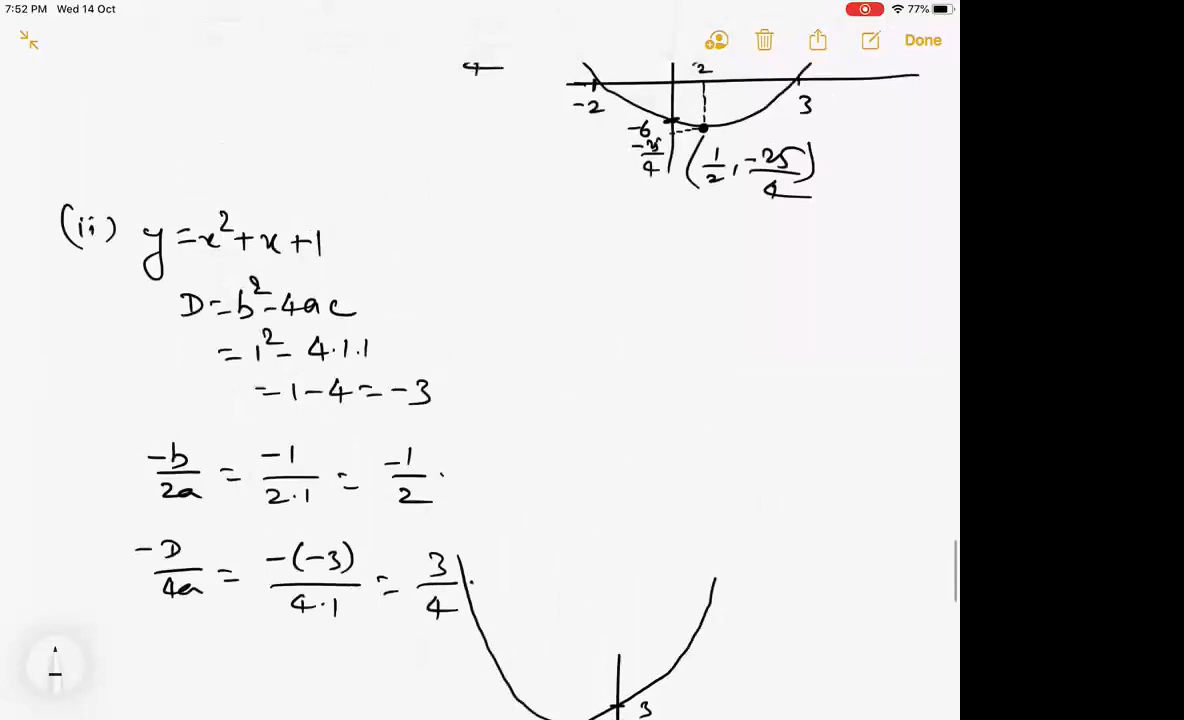 7:52 PM Wed 14 Oct
77%
Done
-2
3
-6
-25/4
(1/2, -25/4)
(ii) y = x² + x + 1
D = b² - 4ac
= 1² - 4·1·1
= 1 - 4 = -3
-b/2a = -1/2·1 = -1/2 .
-D/4a = -(-3)/4·1 = 3/4 .
3